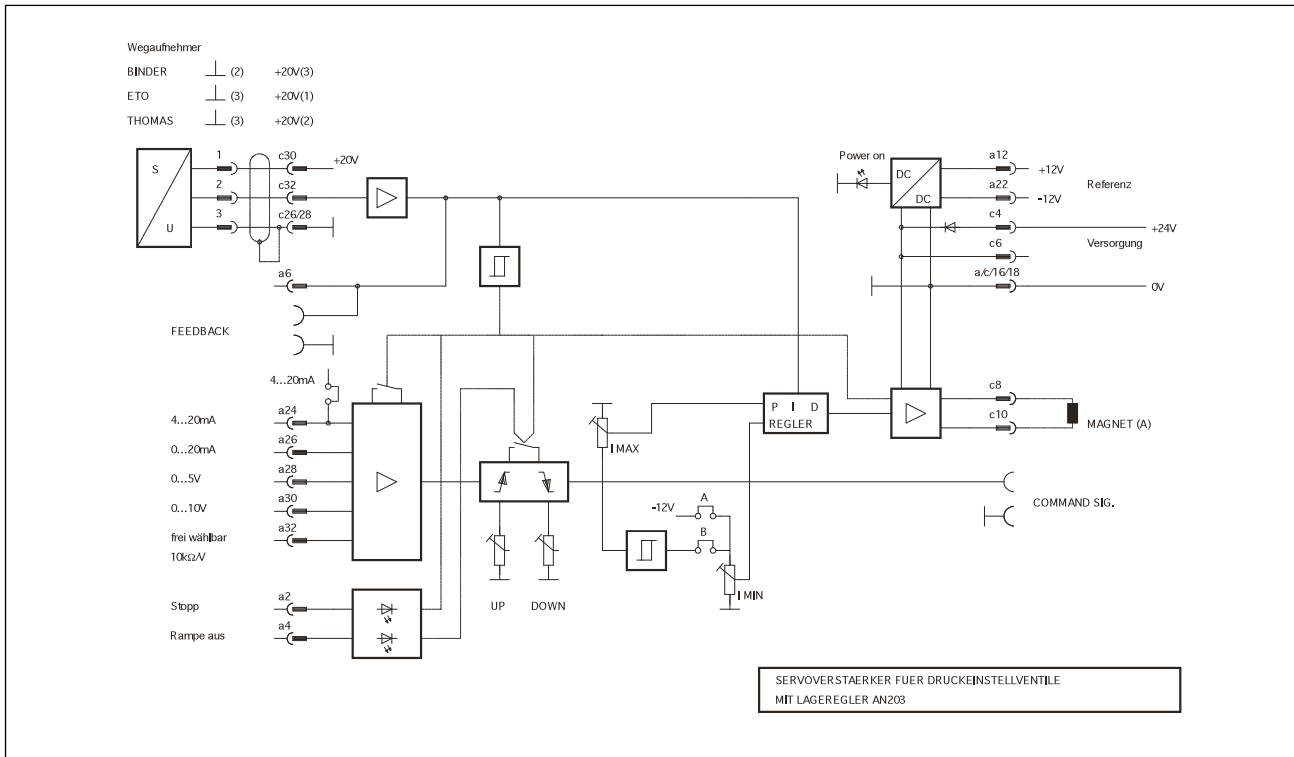 Wegaufnehmer
BINDER (2) +20V(3)
ETO (3) +20V(1)
THOMAS (3) +20V(2)
S
U
1
2
3
c30
c32
c26/28
+20V
a6
FEEDBACK
4...20mA
4...20mA a24
0...20mA a26
0...5V a28
0...10V a30
frei wählbar a32
10kΩ/V
Stopp a2
Rampe aus a4
UP DOWN
I MAX
-12V
A
B
I MIN
P I D
REGLER
Power on
DC
DC
a12 +12V
a22 -12V
Referenz
c4 +24V
Versorgung
c6
a/c/16/18 0V
c8
c10
MAGNET (A)
COMMAND SIG.
SERVOVERSTAERKER FUER DRUCKEINSTELLVENTILE
MIT LAGEREGLER AN203